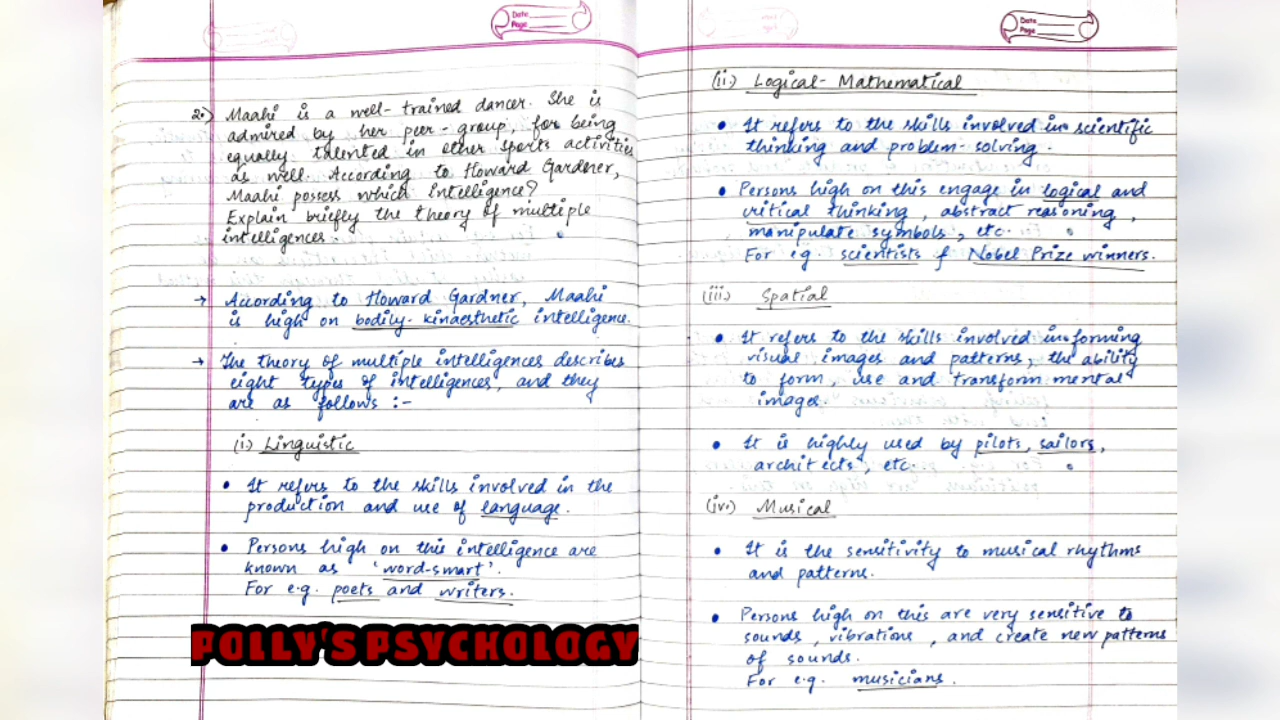 Date
Page
2.) Maahi is a well-trained dancer. She is
admired by her peer-group, for being
equally talented in other sports activities
as well. According to Howard Gardner,
Maahi possess which Intelligence?
Explain briefly the theory of multiple
intelligences.
→ According to Howard Gardner, Maahi
is high on bodily-kinaesthetic intelligence.
→ The theory of multiple intelligences describes
eight types of intelligences, and they
are as follows :-
(i.) Linguistic
• It refers to the skills involved in the
production and use of language.
• Persons high on this intelligence are
known as 'word-smart'.
For e.g. poets and writers.
POLLY'S PSYCHOLOGY
Date
Page
(ii.) Logical-Mathematical
• It refers to the skills involved in scientific
thinking and problem-solving.
• Persons high on this engage in logical and
critical thinking, abstract reasoning,
manipulate symbols, etc.
For eg. scientists & Nobel Prize winners.
(iii.) Spatial
• It refers to the skills involved in forming
visual images and patterns, the ability
to form, use and transform mental
images.
• It is highly used by pilots, sailors,
architects, etc.
(iv.) Musical
• It is the sensitivity to musical rhythms
and patterns.
• Persons high on this are very sensitive to
sounds, vibrations, and create new patterns
of sounds.
For e.g. musicians.